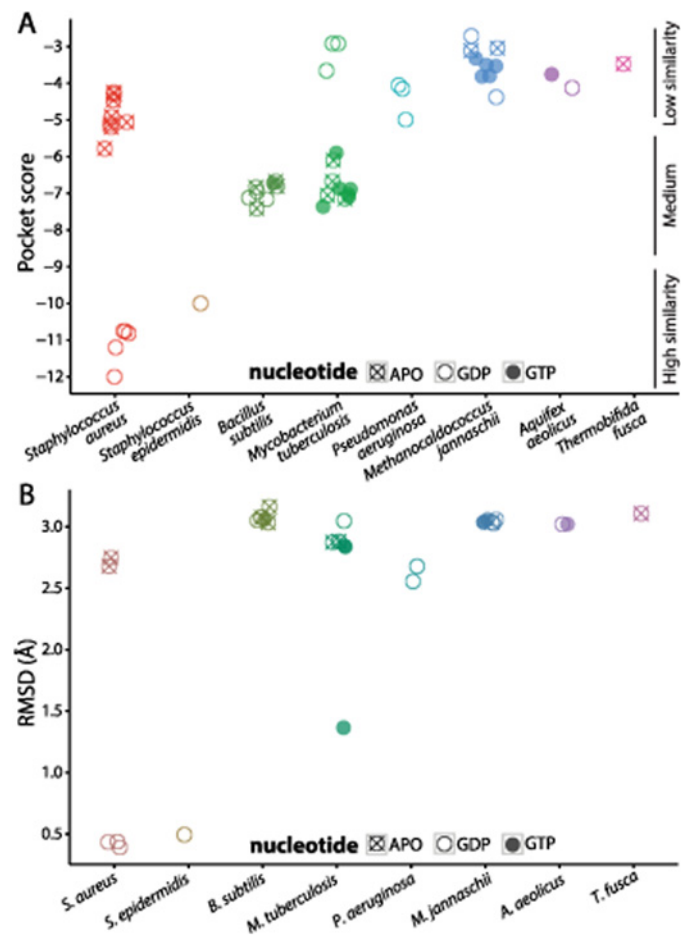 A
Pocket score
−3
−4
−5
−6
−7
−8
−9
−10
−11
−12
Low similarity
Medium
High similarity
nucleotide APO GDP GTP
Staphylococcus
aureus
Staphylococcus
epidermidis
Bacillus
subtilis
Mycobacterium
tuberculosis
Pseudomonas
aeruginosa
Methanocaldococcus
jannaschii
Aquifex
aeolicus
Thermobifida
fusca
B
RMSD (Å)
3.0
2.5
2.0
1.5
1.0
0.5
nucleotide APO GDP GTP
S. aureus
S. epidermidis
B. subtilis
M. tuberculosis
P. aeruginosa
M. jannaschii
A. aeolicus
T. fusca